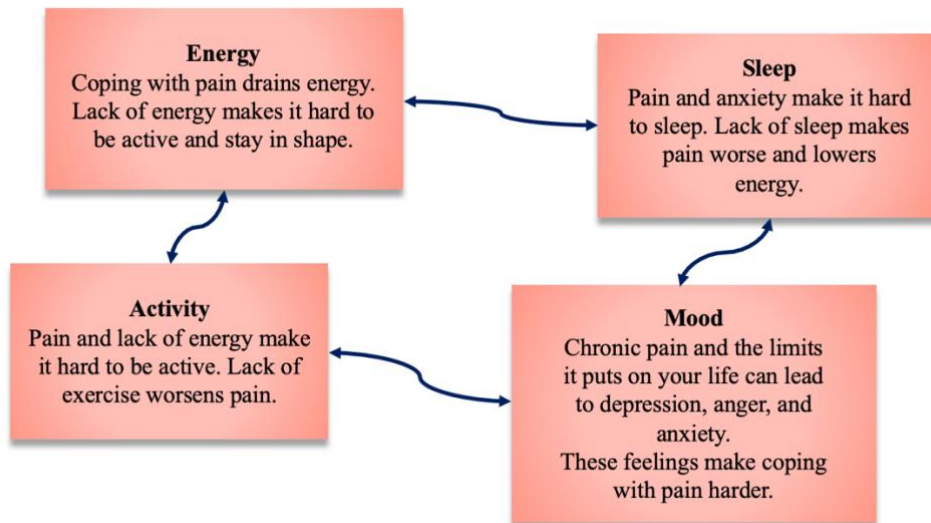 Energy
Coping with pain drains energy.
Lack of energy makes it hard to
be active and stay in shape.
Sleep
Pain and anxiety make it hard
to sleep. Lack of sleep makes
pain worse and lowers
energy.
Activity
Pain and lack of energy make
it hard to be active. Lack of
exercise worsens pain.
Mood
Chronic pain and the limits
it puts on your life can lead
to depression, anger, and
anxiety.
These feelings make coping
with pain harder.